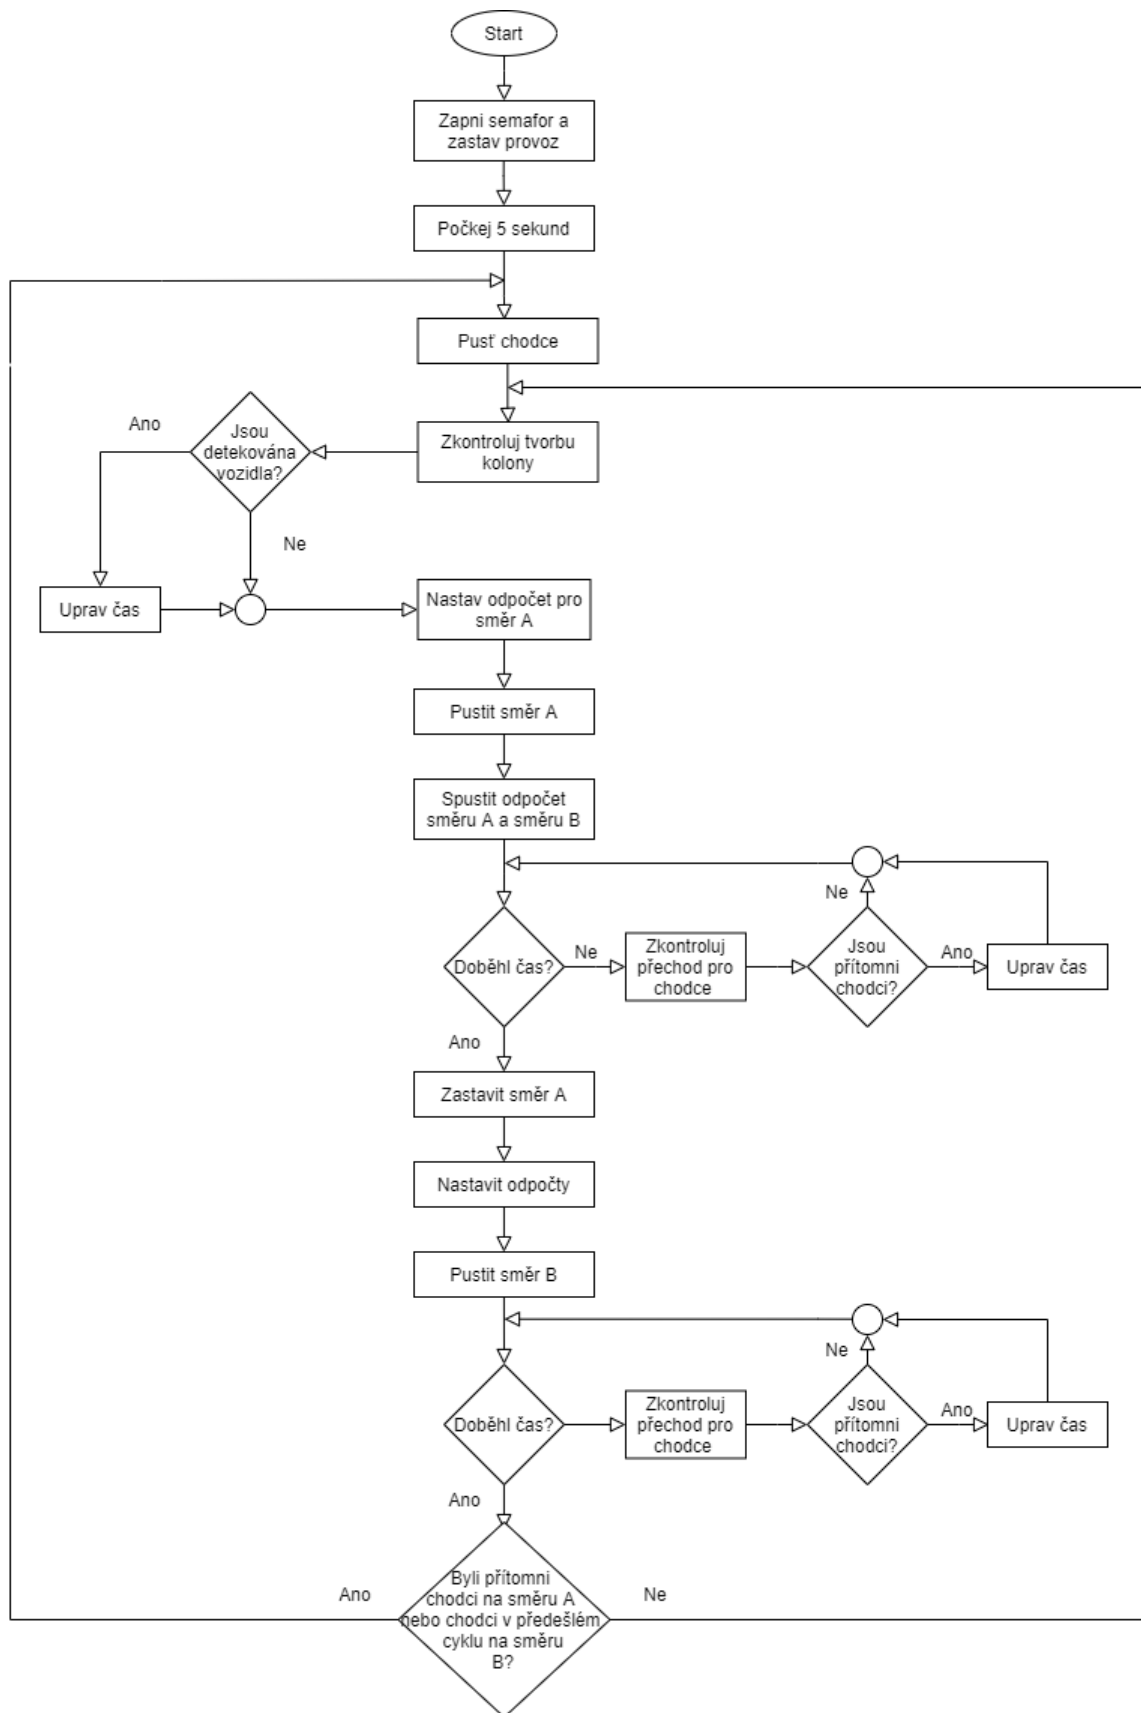 Start
Zapni semafor a
zastav provoz
Počkej 5 sekund
Pusť chodce
Ano
Jsou
detekována
vozidla?
Zkontroluj tvorbu
kolony
Ne
Uprav čas
Nastav odpočet pro
směr A
Pustit směr A
Spustit odpočet
směru A a směru B
Ne
Doběhl čas?
Ne
Zkontroluj
přechod pro
chodce
Jsou
přítomni
chodci?
Ano
Uprav čas
Ano
Zastavit směr A
Nastavit odpočty
Pustit směr B
Ne
Doběhl čas?
Zkontroluj
přechod pro
chodce
Jsou
přítomni
chodci?
Ano
Uprav čas
Ano
Ano
Byli přítomni
chodci na směru A
nebo chodci v předešlém
cyklu na směru
B?
Ne